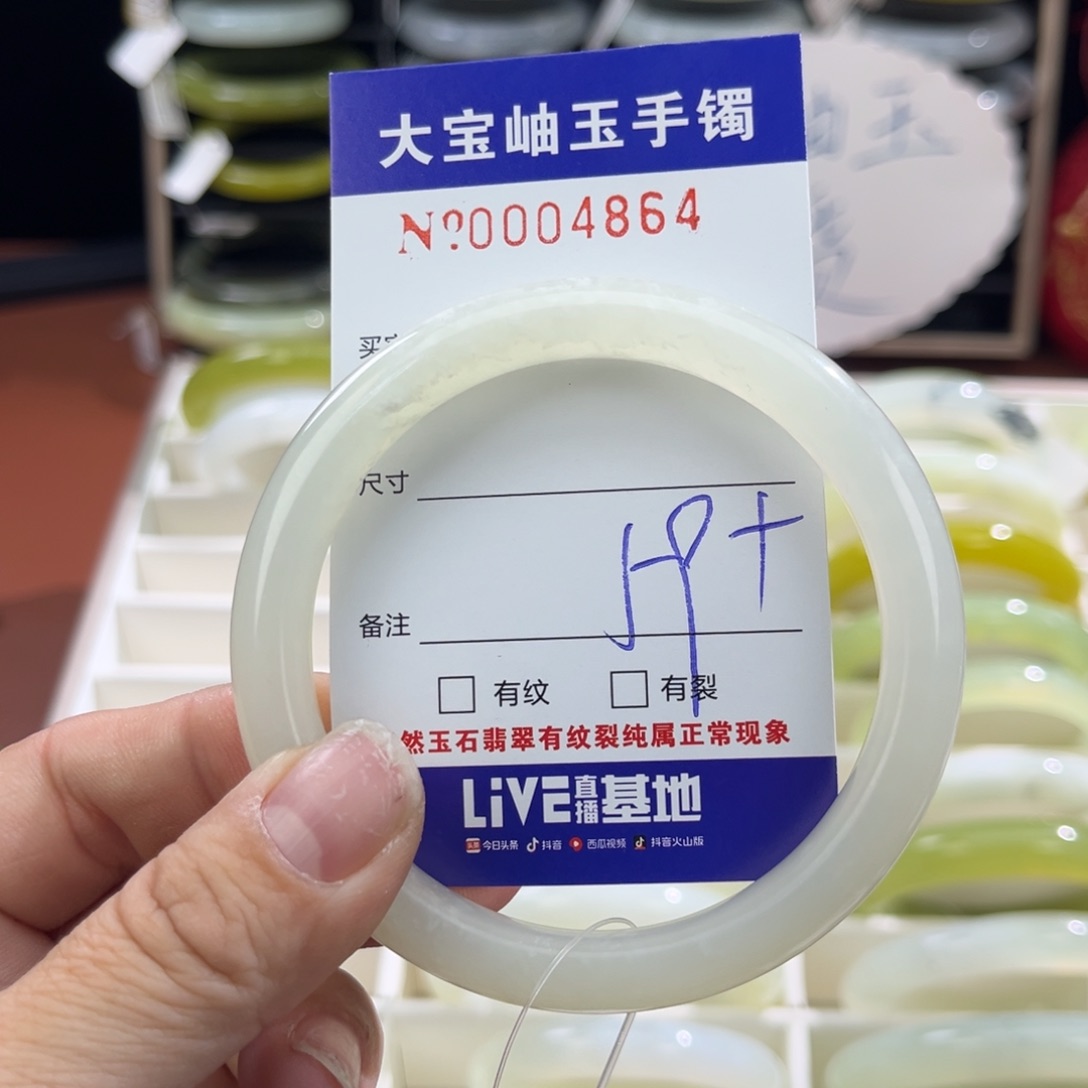 大宝岫玉手镯
№0004864
买
尺寸
备注
有纹 有裂
然玉石翡翠有纹裂纯属正常现象
LiVE直播基地
今日头条 抖音 西瓜视频 抖音火山版